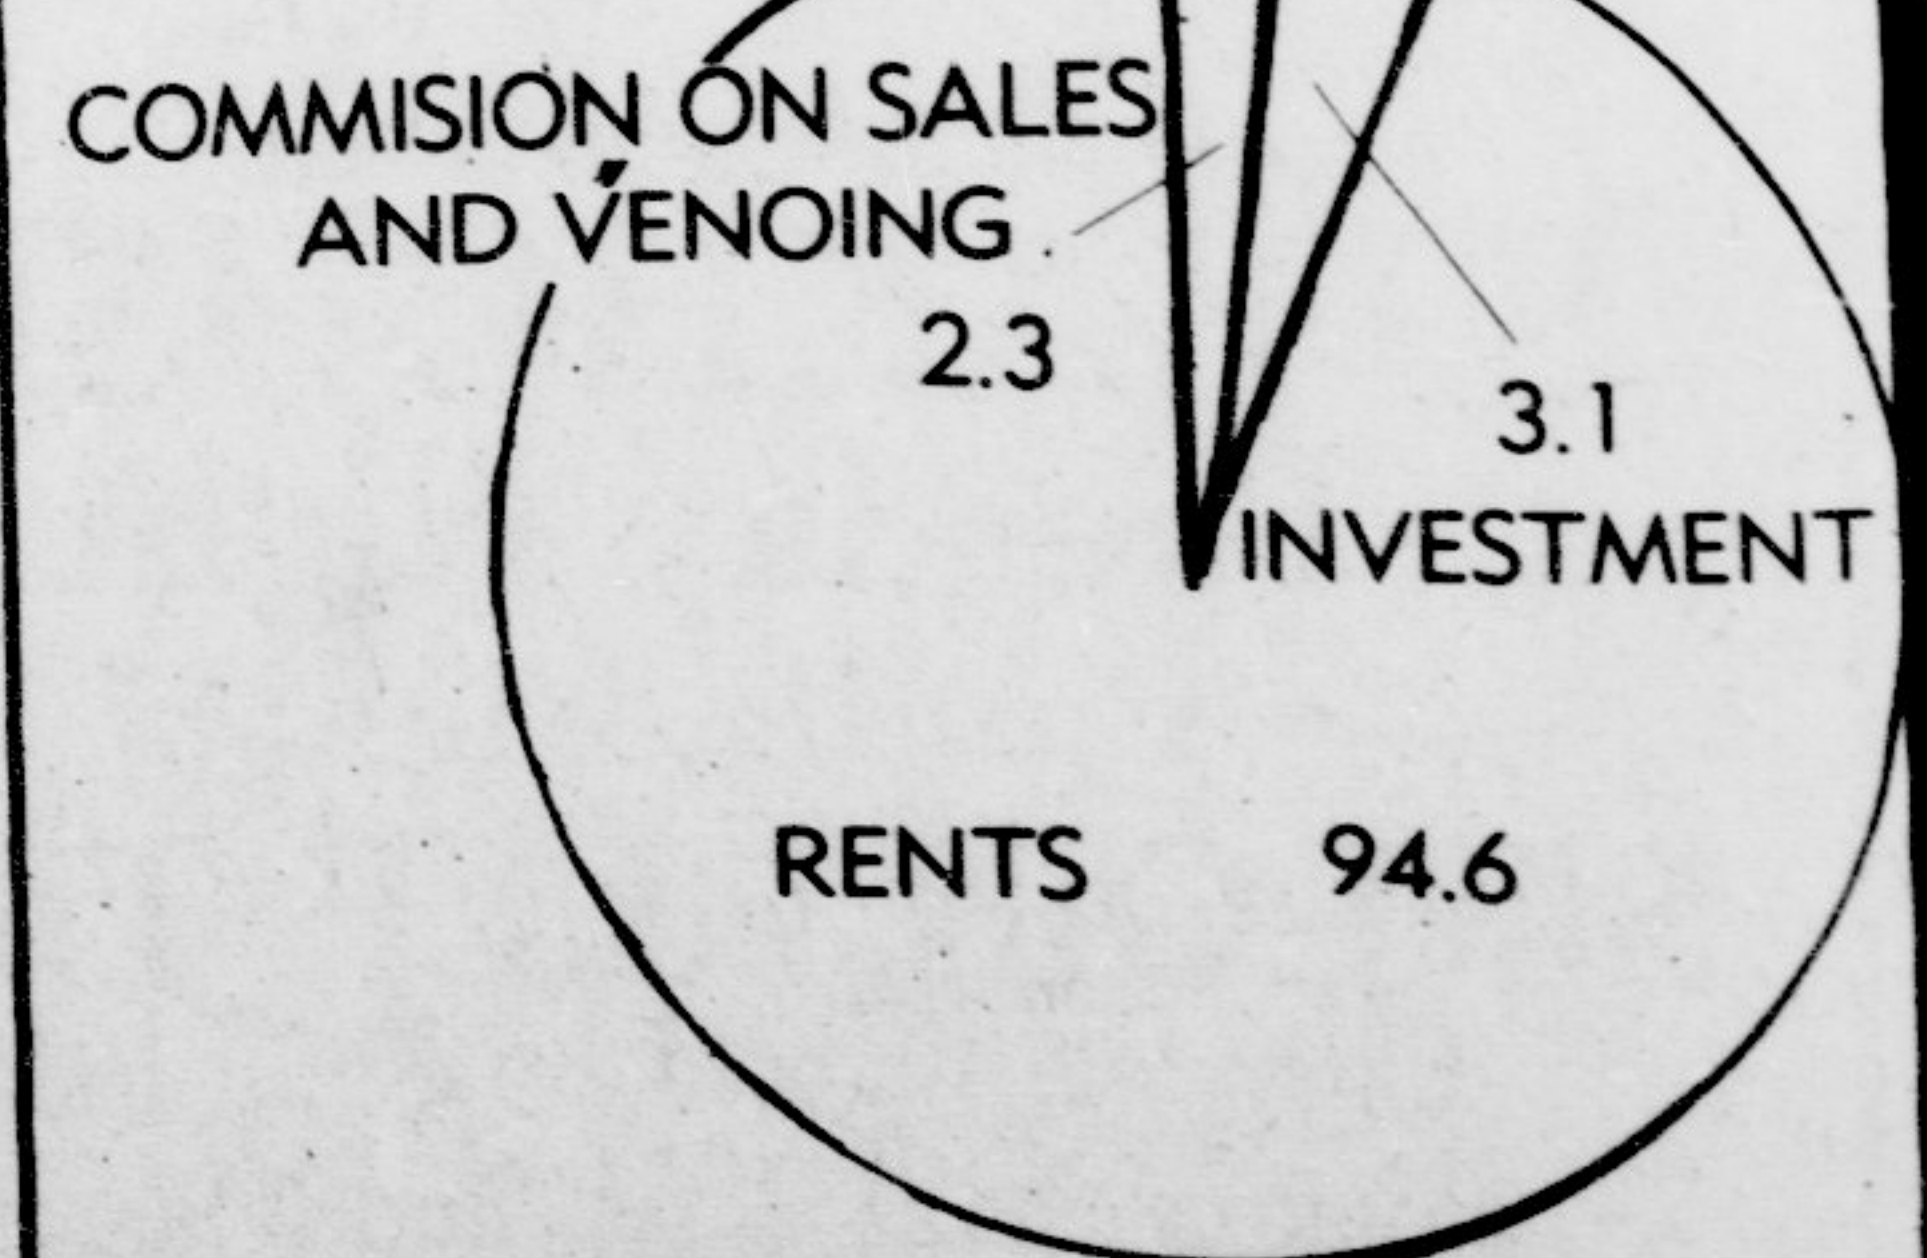 COMMISION ON SALES
AND VENOING
2.3
3.1
INVESTMENT
RENTS 94.6